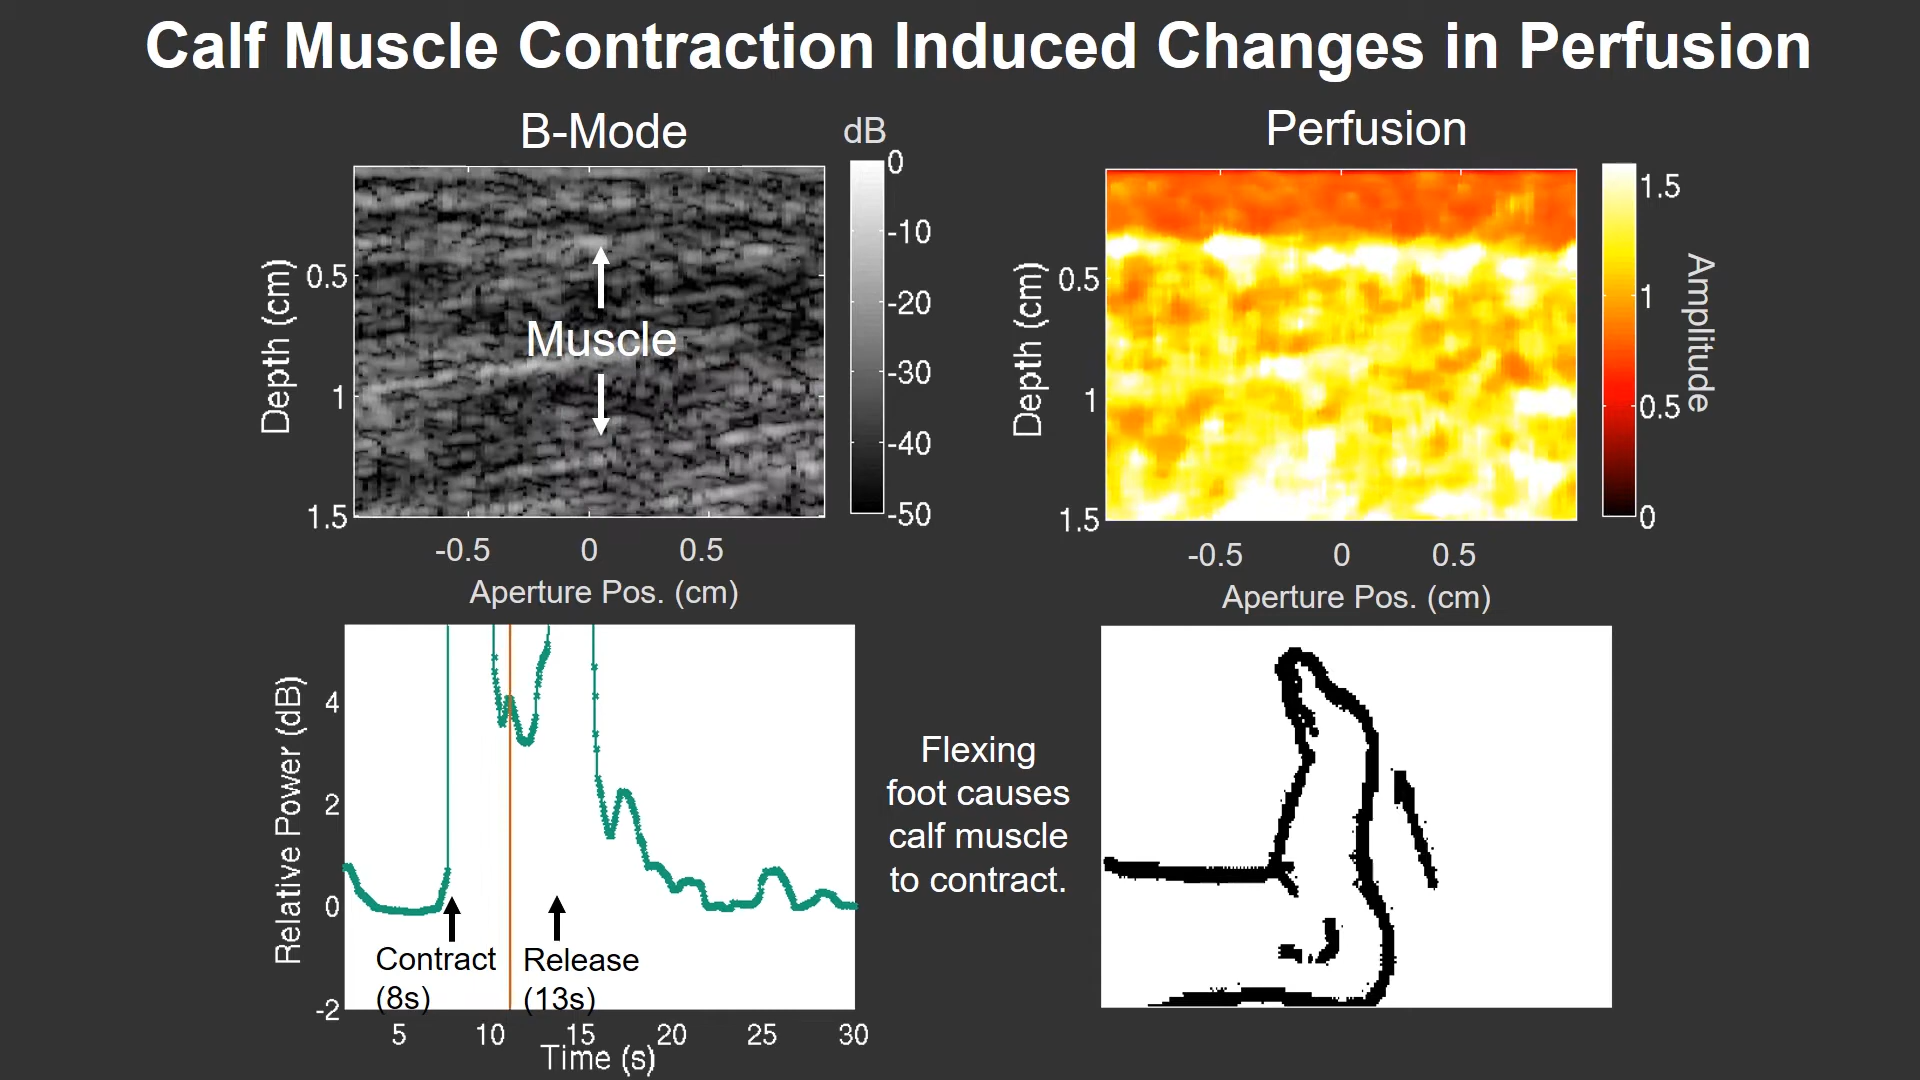 Calf Muscle Contraction Induced Changes in Perfusion
B-Mode
dB
0
-10
-20
-30
-40
-50
Depth (cm)
0.5
1
1.5
Muscle
-0.5 0 0.5
Aperture Pos. (cm)
Perfusion
Depth (cm)
0.5
1
1.5
-0.5 0 0.5
Aperture Pos. (cm)
1.5
1
0.5
0
Amplitude
Relative Power (dB)
4
2
0
-2
Contract
(8s)
Release
(13s)
5 10 15 20 25 30
Time (s)
Flexing
foot causes
calf muscle
to contract.